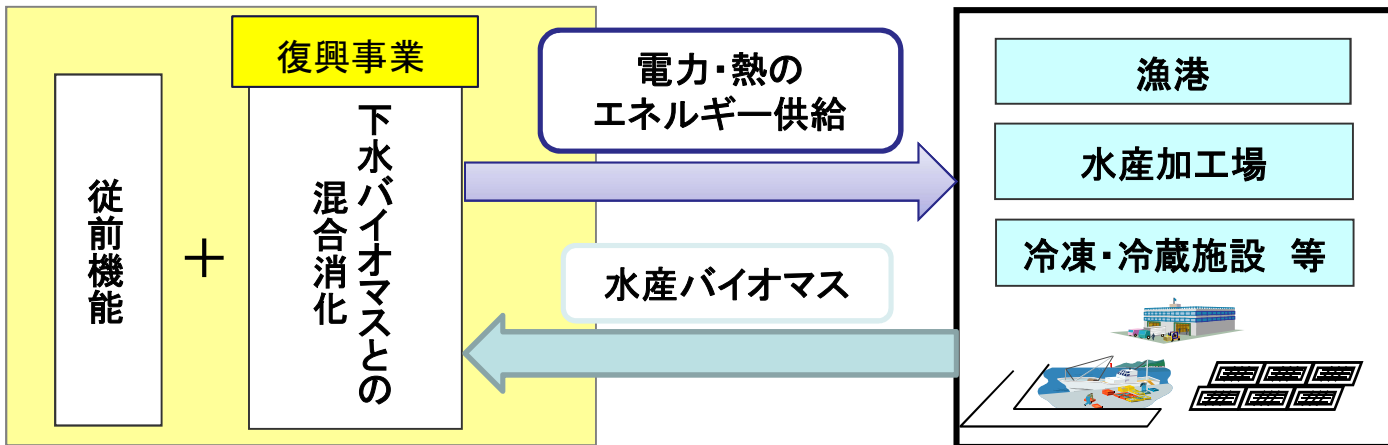 復興事業
従前機能
＋
下水バイオマスとの
混合消化
電力・熱の
エネルギー供給
水産バイオマス
漁港
水産加工場
冷凍・冷蔵施設　等